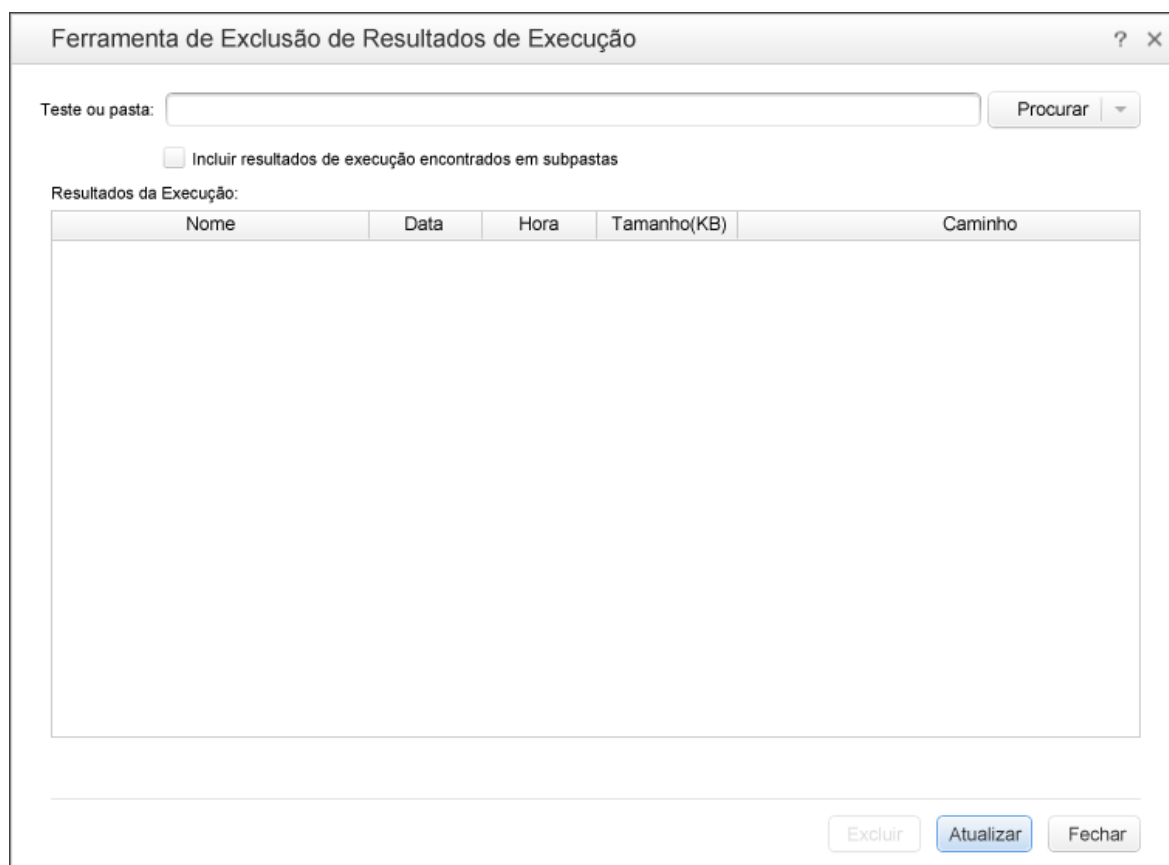 Ferramenta de Exclusão de Resultados de Execução ?
Teste ou pasta: Procurar
Incluir resultados de execução encontrados em subpastas
Resultados da Execução:
Nome Data Hora Tamanho(KB) Caminho
Excluir Atualizar Fechar